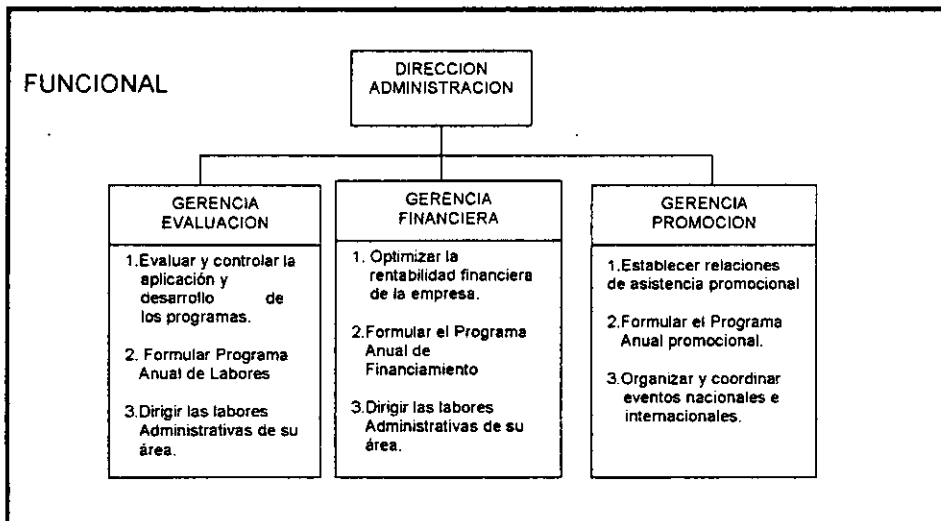 FUNCIONAL
DIRECCION
ADMINISTRACION
GERENCIA
EVALUACION
1.Evaluar y controlar la
aplicación y
desarrollo de
los programas.
2. Formular Programa
Anual de Labores
3.Dirigir las labores
Administrativas de su
área.
GERENCIA
FINANCIERA
1. Optimizar la
rentabilidad financiera
de la empresa.
2.Formular el Programa
Anual de
Financiamiento
3.Dirigir las labores
Administrativas de su
área.
GERENCIA
PROMOCION
1.Establecer relaciones
de asistencia promocional
2.Formular el Programa
Anual promocional.
3.Organizar y coordinar
eventos nacionales e
internacionales.